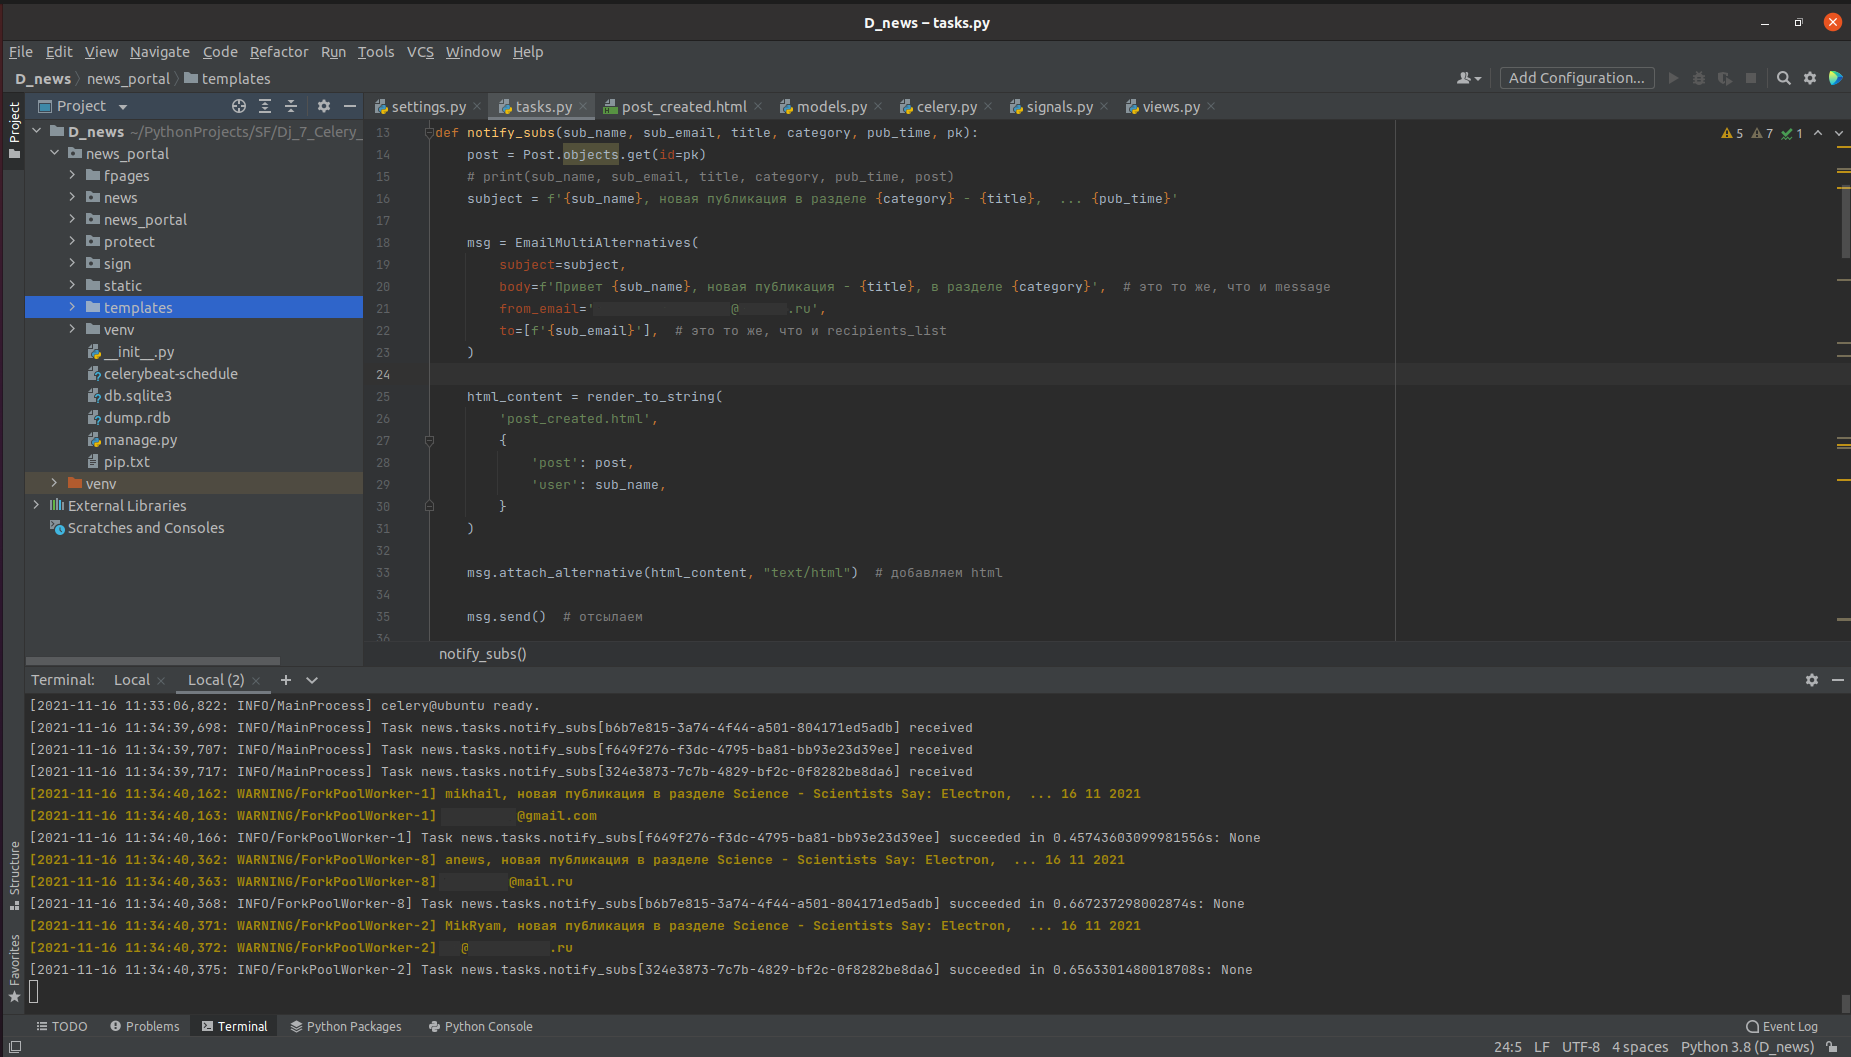 D_news – tasks.py
File Edit View Navigate Code Refactor Run Tools VCS Window Help
D_news news_portal templates Add Configuration...
Project settings.py tasks.py post_created.html models.py celery.py signals.py views.py
Project
D_news ~/PythonProjects/SF/Dj_7_Celery_
news_portal
fpages
news
news_portal
protect
sign
static
templates
venv
__init__.py
celerybeat-schedule
db.sqlite3
dump.rdb
manage.py
pip.txt
venv
External Libraries
Scratches and Consoles
5 7 1
13 def notify_subs(sub_name, sub_email, title, category, pub_time, pk):
14 post = Post.objects.get(id=pk)
15 # print(sub_name, sub_email, title, category, pub_time, post)
16 subject = f'{sub_name}, новая публикация в разделе {category} - {title},  ... {pub_time}'
17
18 msg = EmailMultiAlternatives(
19 subject=subject,
20 body=f'Привет {sub_name}, новая публикация - {title}, в разделе {category}',  # это то же, что и message
21 from_email=' @ .ru',
22 to=[f'{sub_email}'],  # это то же, что и recipients_list
23 )
24
25 html_content = render_to_string(
26 'post_created.html',
27 {
28 'post': post,
29 'user': sub_name,
30 }
31 )
32
33 msg.attach_alternative(html_content, "text/html")  # добавляем html
34
35 msg.send()  # отсылаем
36
notify_subs()
Terminal: Local Local (2)
[2021-11-16 11:33:06,822: INFO/MainProcess] celery@ubuntu ready.
[2021-11-16 11:34:39,698: INFO/MainProcess] Task news.tasks.notify_subs[b6b7e815-3a74-4f44-a501-804171ed5adb] received
[2021-11-16 11:34:39,707: INFO/MainProcess] Task news.tasks.notify_subs[f649f276-f3dc-4795-ba81-bb93e23d39ee] received
[2021-11-16 11:34:39,717: INFO/MainProcess] Task news.tasks.notify_subs[324e3873-7c7b-4829-bf2c-0f8282be8da6] received
[2021-11-16 11:34:40,162: WARNING/ForkPoolWorker-1] mikhail, новая публикация в разделе Science - Scientists Say: Electron,  ... 16 11 2021
[2021-11-16 11:34:40,163: WARNING/ForkPoolWorker-1] @gmail.com
[2021-11-16 11:34:40,166: INFO/ForkPoolWorker-1] Task news.tasks.notify_subs[f649f276-f3dc-4795-ba81-bb93e23d39ee] succeeded in 0.45743603099981556s: None
[2021-11-16 11:34:40,362: WARNING/ForkPoolWorker-8] anews, новая публикация в разделе Science - Scientists Say: Electron,  ... 16 11 2021
[2021-11-16 11:34:40,363: WARNING/ForkPoolWorker-8] @mail.ru
[2021-11-16 11:34:40,368: INFO/ForkPoolWorker-8] Task news.tasks.notify_subs[b6b7e815-3a74-4f44-a501-804171ed5adb] succeeded in 0.667237298002874s: None
[2021-11-16 11:34:40,371: WARNING/ForkPoolWorker-2] MikRyam, новая публикация в разделе Science - Scientists Say: Electron,  ... 16 11 2021
[2021-11-16 11:34:40,372: WARNING/ForkPoolWorker-2] @ .ru
[2021-11-16 11:34:40,375: INFO/ForkPoolWorker-2] Task news.tasks.notify_subs[324e3873-7c7b-4829-bf2c-0f8282be8da6] succeeded in 0.6563301480018708s: None
Structure
Favorites
TODO Problems Terminal Python Packages Python Console Event Log
24:5 LF UTF-8 4 spaces Python 3.8 (D_news)